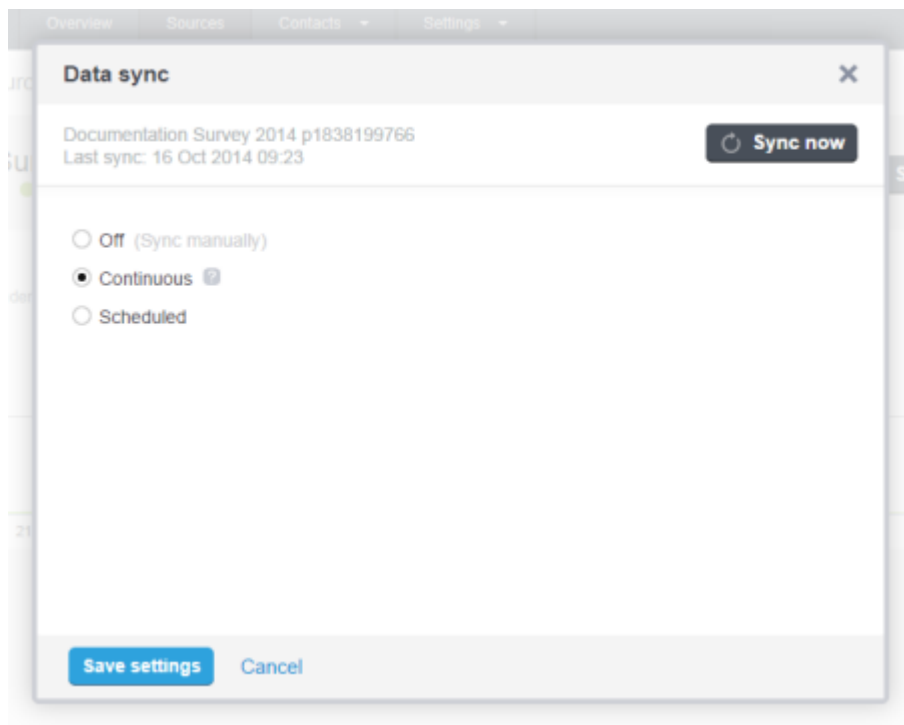 Overview Sources Contacts Settings
Data sync
Documentation Survey 2014 p1838199766
Last sync: 16 Oct 2014 09:23
Sync now
Off (Sync manually)
Continuous ?
Scheduled
21
Save settings Cancel